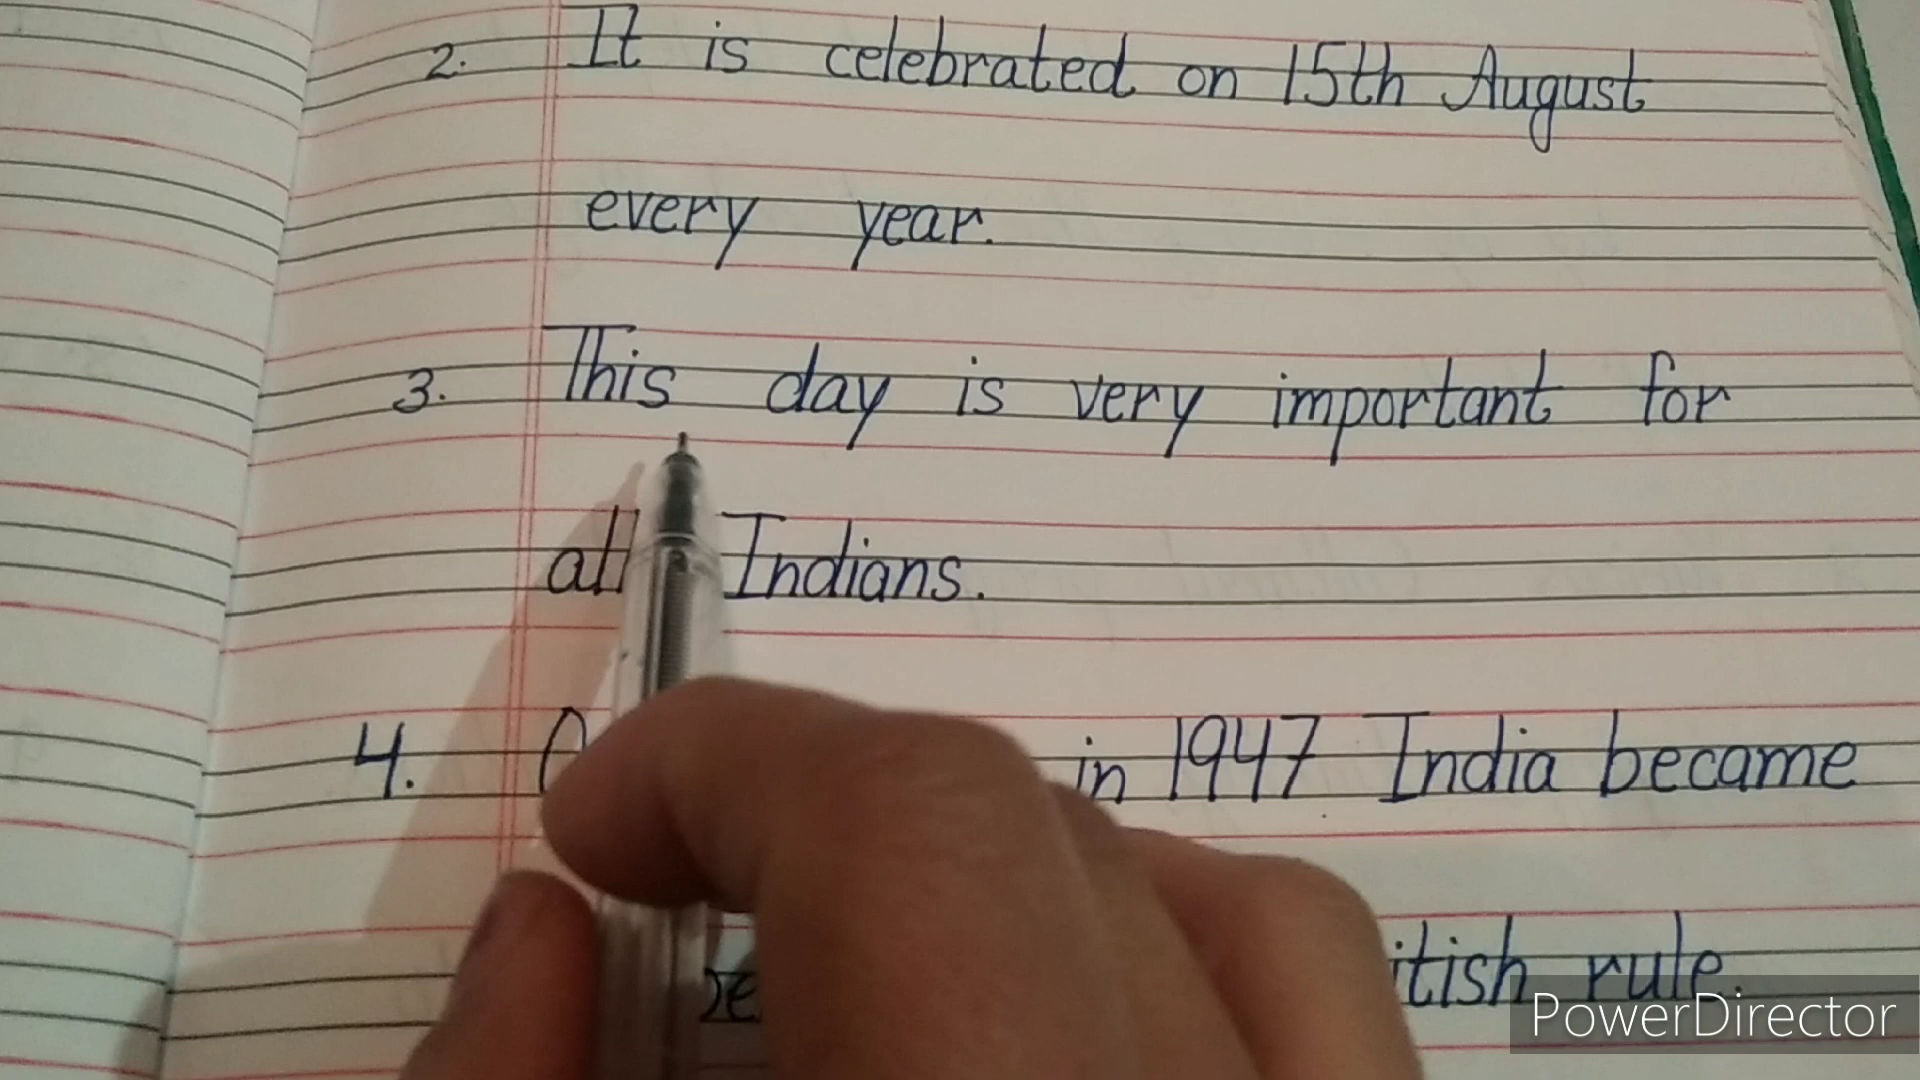 2. It is celebrated on 15th August
every year.
3. This day is very important for
all Indians.
4. in 1947 India became
rule.
PowerDirector